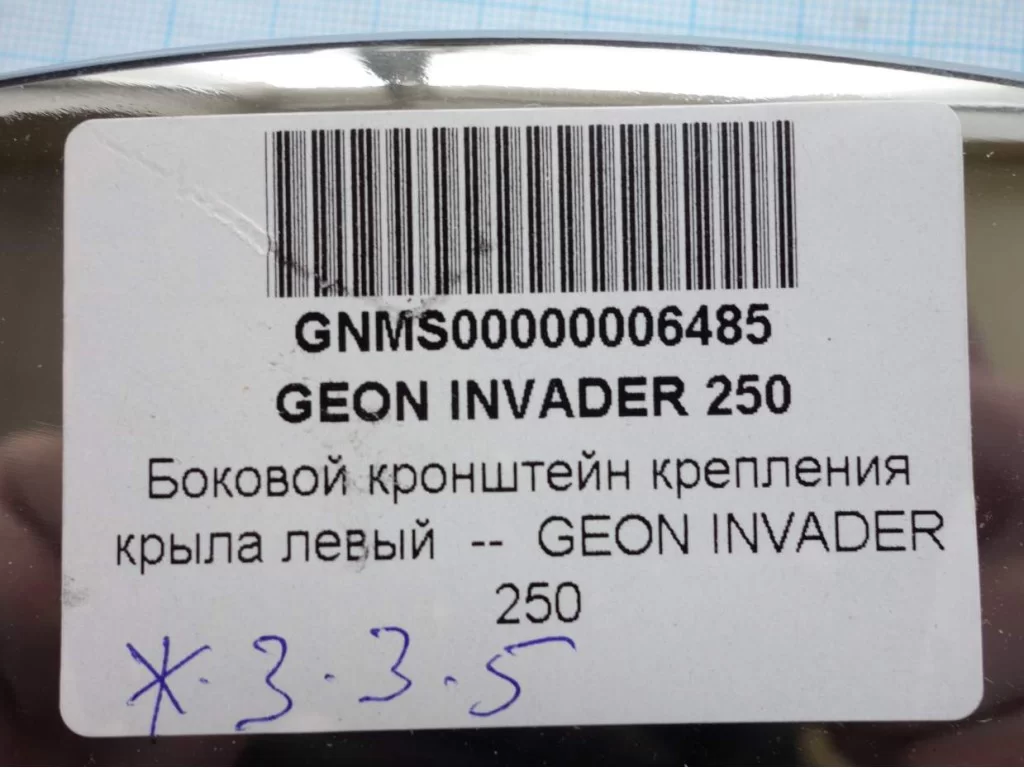 GNMS00000006485
GEON INVADER 250
Боковой кронштейн крепления
крыла левый -- GEON INVADER
250
Ж.3.3.5